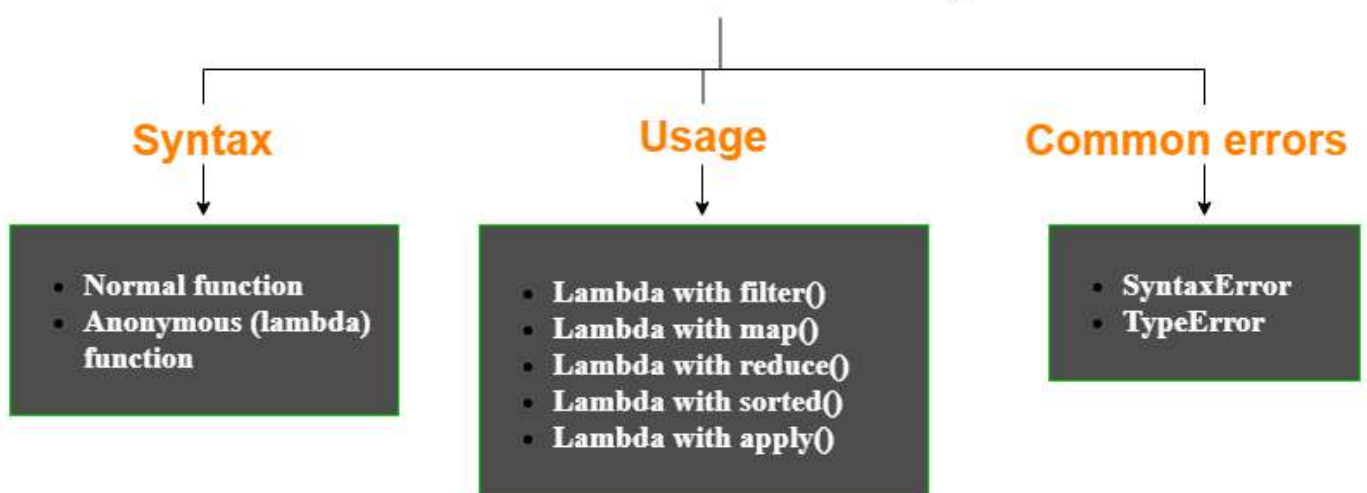 Syntax
Usage
Common errors
Normal function
Anonymous (lambda)
function
Lambda with filter()
Lambda with map()
Lambda with reduce()
Lambda with sorted()
Lambda with apply()
SyntaxError
TypeError